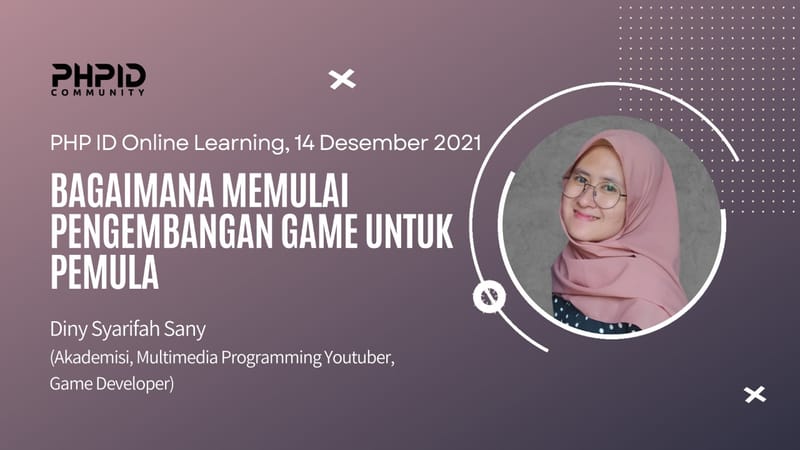 PHPID
COMMUNITY
PHP ID Online Learning, 14 Desember 2021
BAGAIMANA MEMULAI
PENGEMBANGAN GAME UNTUK
PEMULA
Diny Syarifah Sany
(Akademisi, Multimedia Programming Youtuber,
Game Developer)